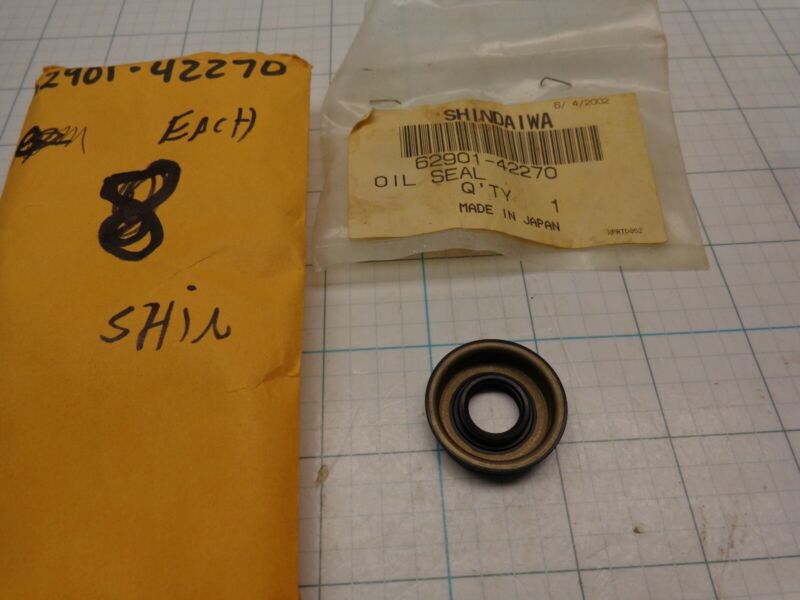 2901-42270
EACH
8
SHin
6/ 4/2002
SHINDAIWA
62901-42270
OIL SEAL
Q'TY 1
MADE IN JAPAN